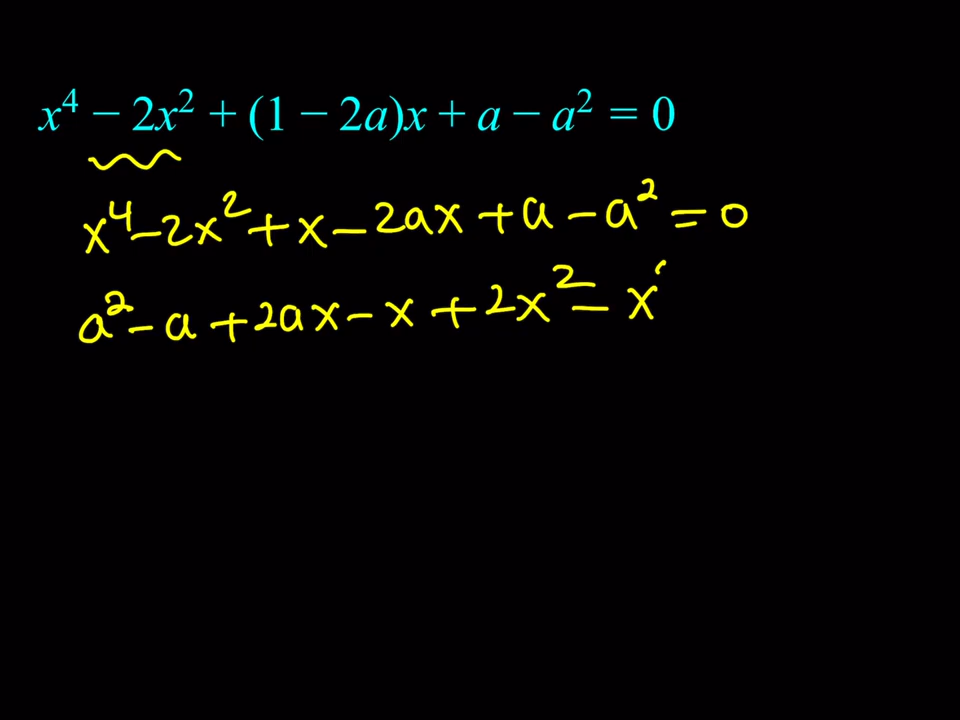 x⁴ − 2x² + (1 − 2a)x + a − a² = 0
x⁴ − 2x² + x − 2ax + a − a² = 0
a² − a + 2ax − x + 2x² = x